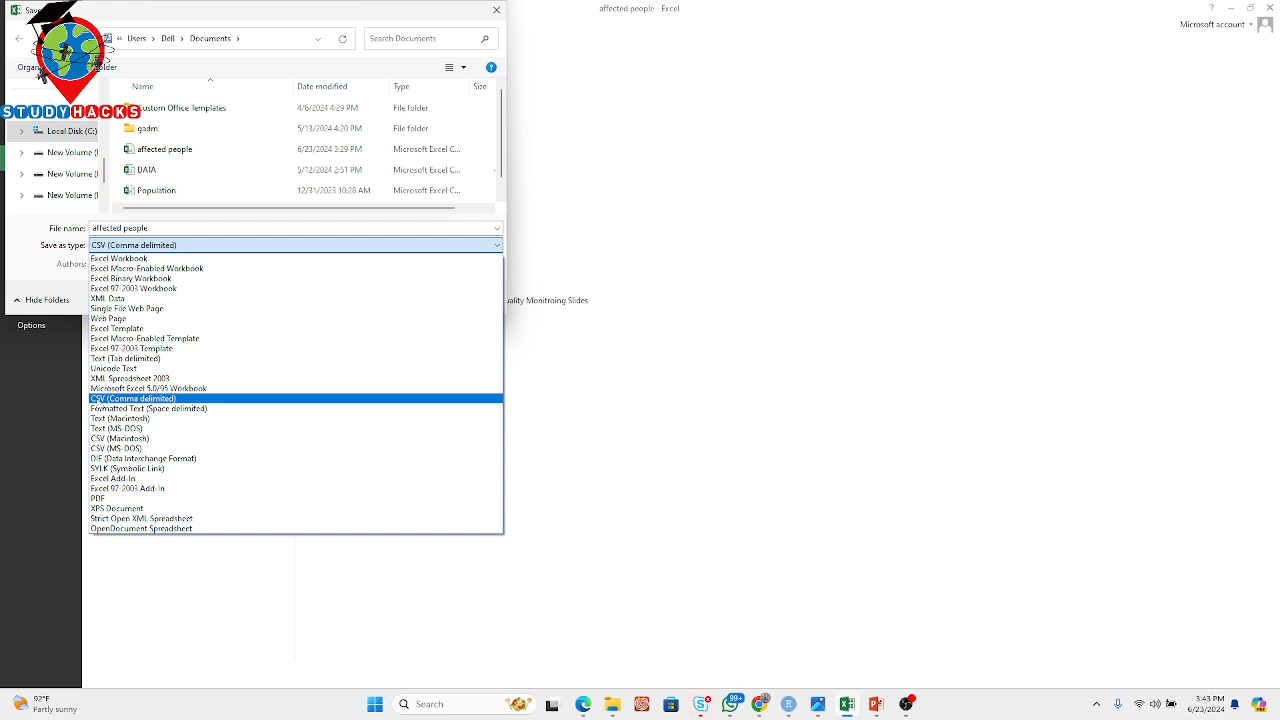 Save
affected people - Excel
?
Microsoft account
Users > Dell > Documents >
Search Documents
Organ
older
STUDYHACKS
Name
Date modified
Type
Size
Custom Office Templates
4/6/2024 4:29 PM
File folder
gadm
5/13/2024 4:20 PM
File folder
affected people
6/23/2024 3:29 PM
Microsoft Excel C...
DATA
5/12/2024 2:51 PM
Microsoft Excel C...
Population
12/31/2023 10:28 AM
Microsoft Excel C...
Local Disk (C:)
New Volume (
New Volume (
New Volume (
File name:
affected people
Save as type:
CSV (Comma delimited)
Authors:
Excel Workbook
Excel Macro-Enabled Workbook
Excel Binary Workbook
Excel 97-2003 Workbook
XML Data
Single File Web Page
Web Page
Excel Template
Excel Macro-Enabled Template
Excel 97-2003 Template
Text (Tab delimited)
Unicode Text
XML Spreadsheet 2003
Microsoft Excel 5.0/95 Workbook
CSV (Comma delimited)
Formatted Text (Space delimited)
Text (Macintosh)
Text (MS-DOS)
CSV (Macintosh)
CSV (MS-DOS)
DIF (Data Interchange Format)
SYLK (Symbolic Link)
Excel Add-In
Excel 97-2003 Add-In
PDF
XPS Document
Strict Open XML Spreadsheet
OpenDocument Spreadsheet
Hide Folders
Options
uality Monitroing Slides
92°F
Partly sunny
Search
99+
3:43 PM
6/23/2024